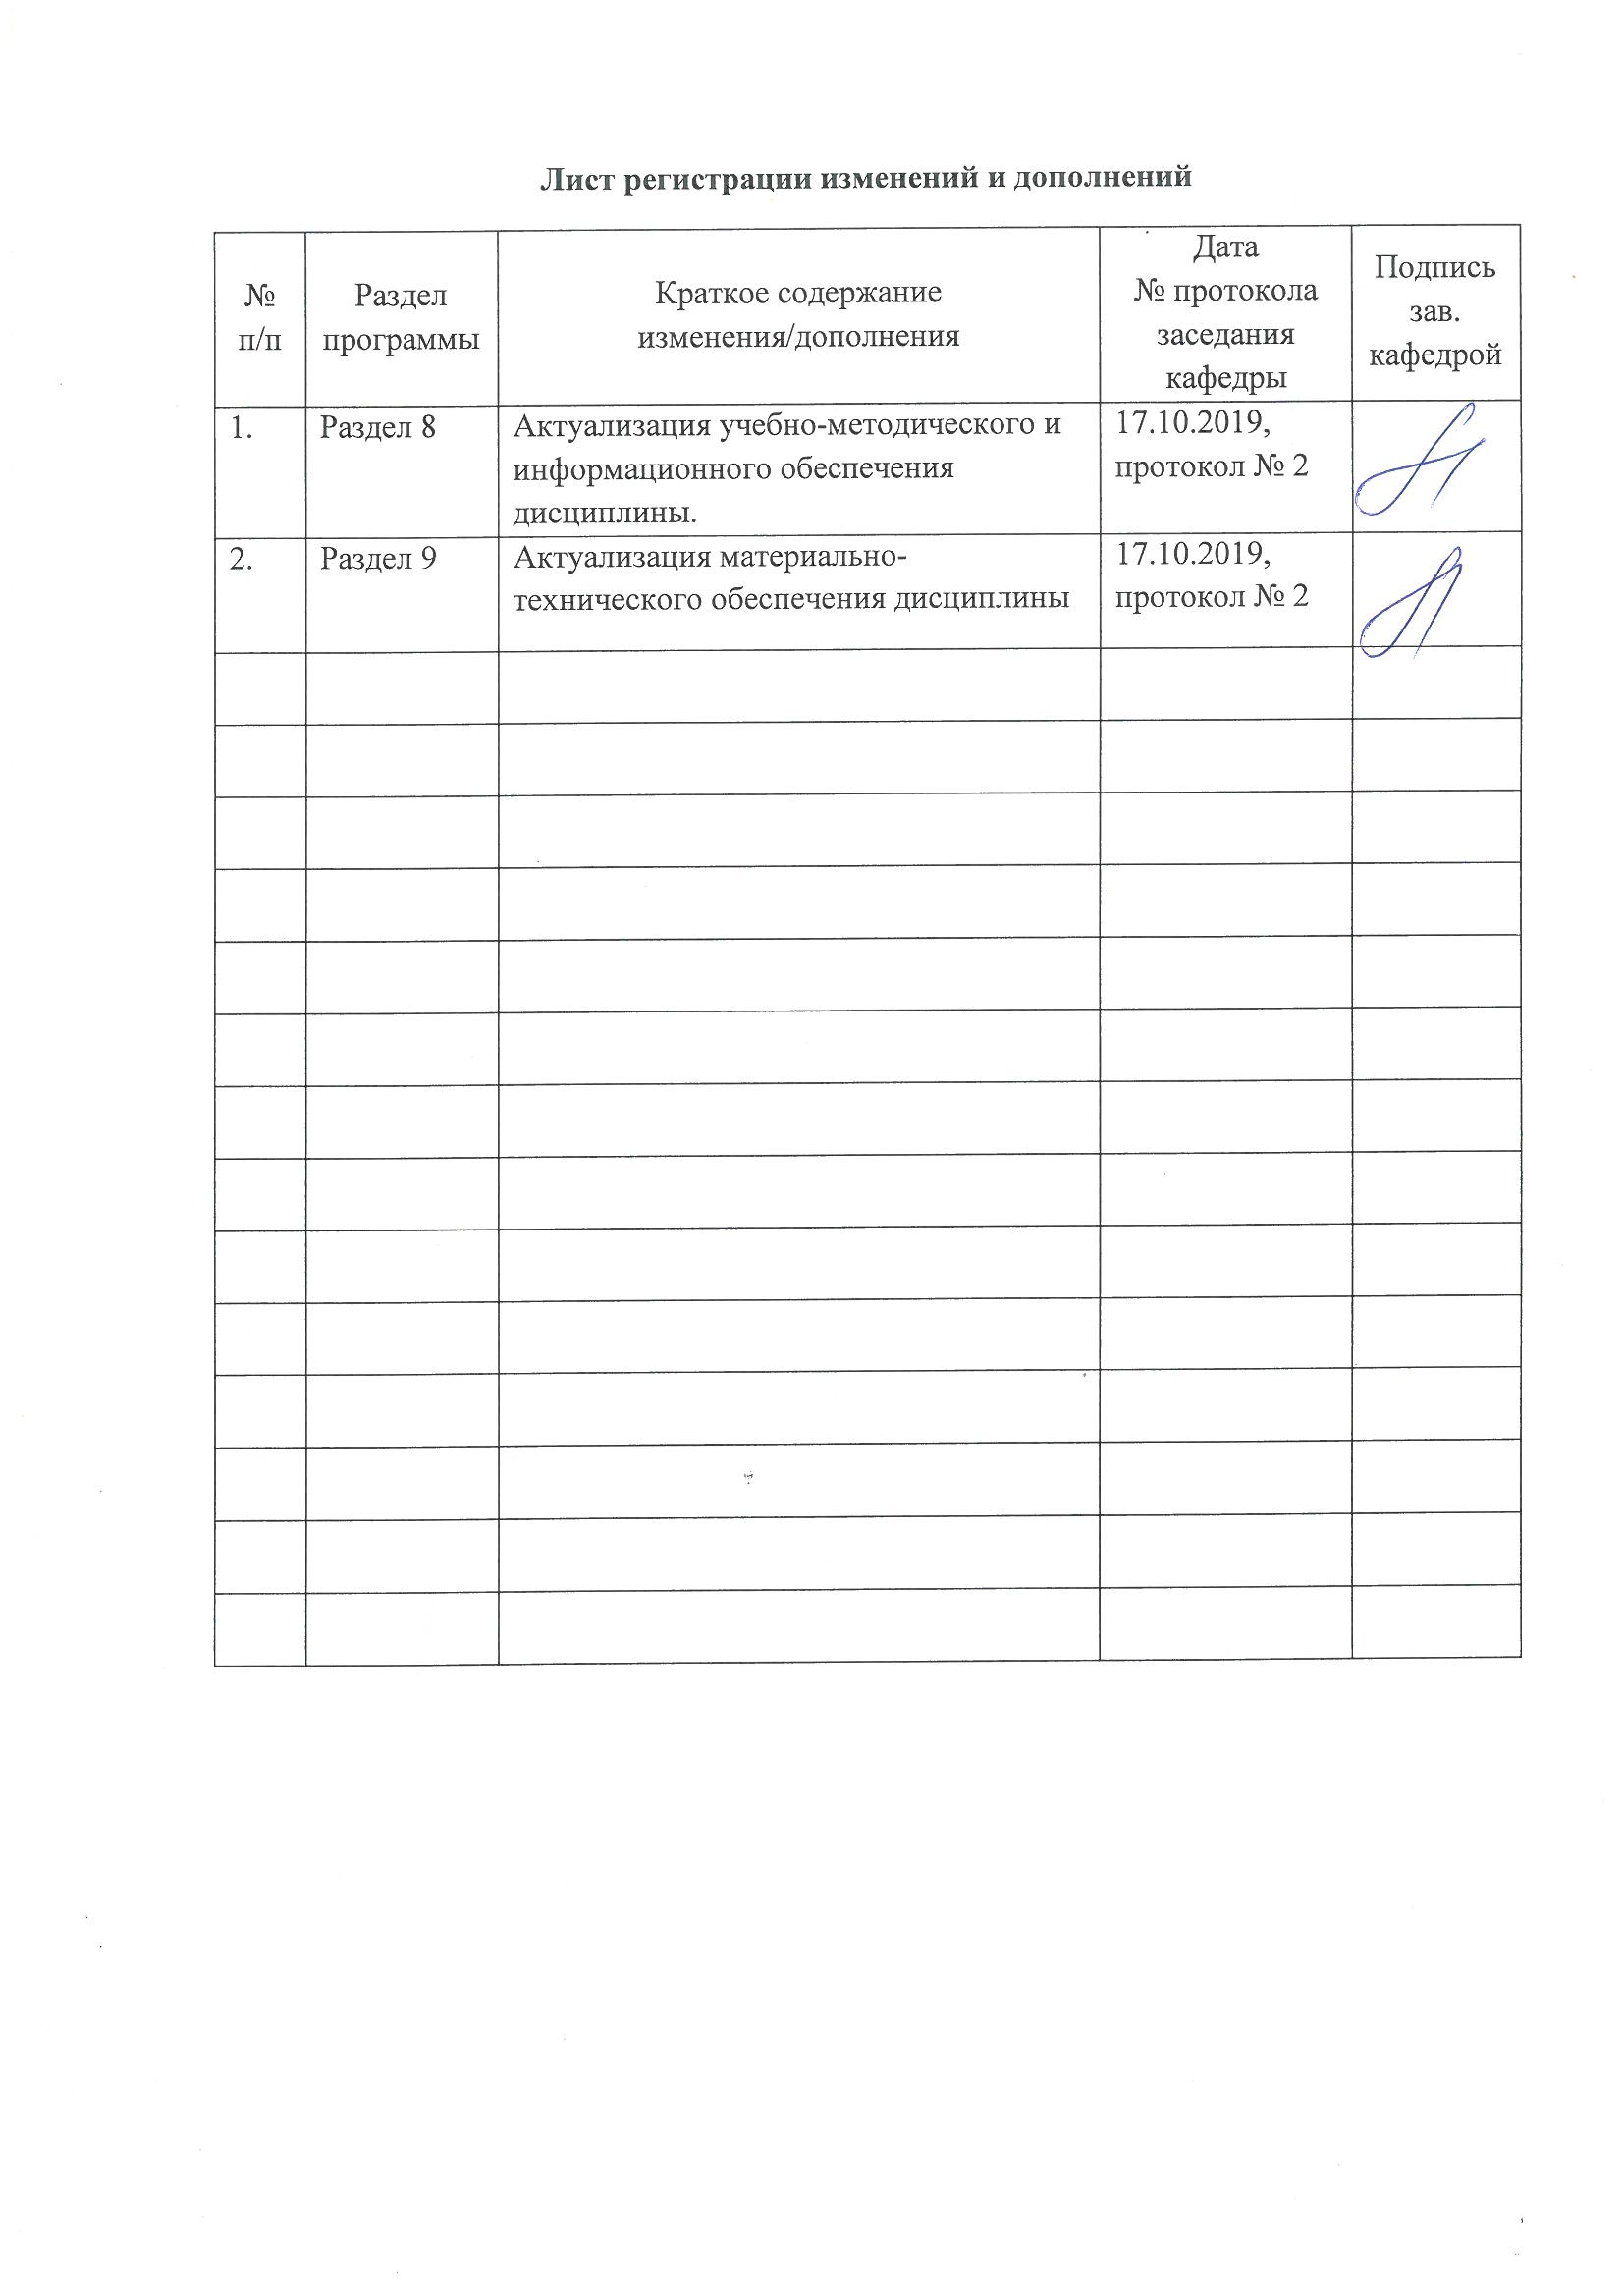 Лист регистрации изменений и дополнений
№
п/п
Раздел
программы
Краткое содержание
изменения/дополнения
Дата
№ протокола
заседания
кафедры
Подпись
зав.
кафедрой
1.
Раздел 8
Актуализация учебно-методического и
информационного обеспечения
дисциплины.
17.10.2019,
протокол № 2
2.
Раздел 9
Актуализация материально-
технического обеспечения дисциплины
17.10.2019,
протокол № 2